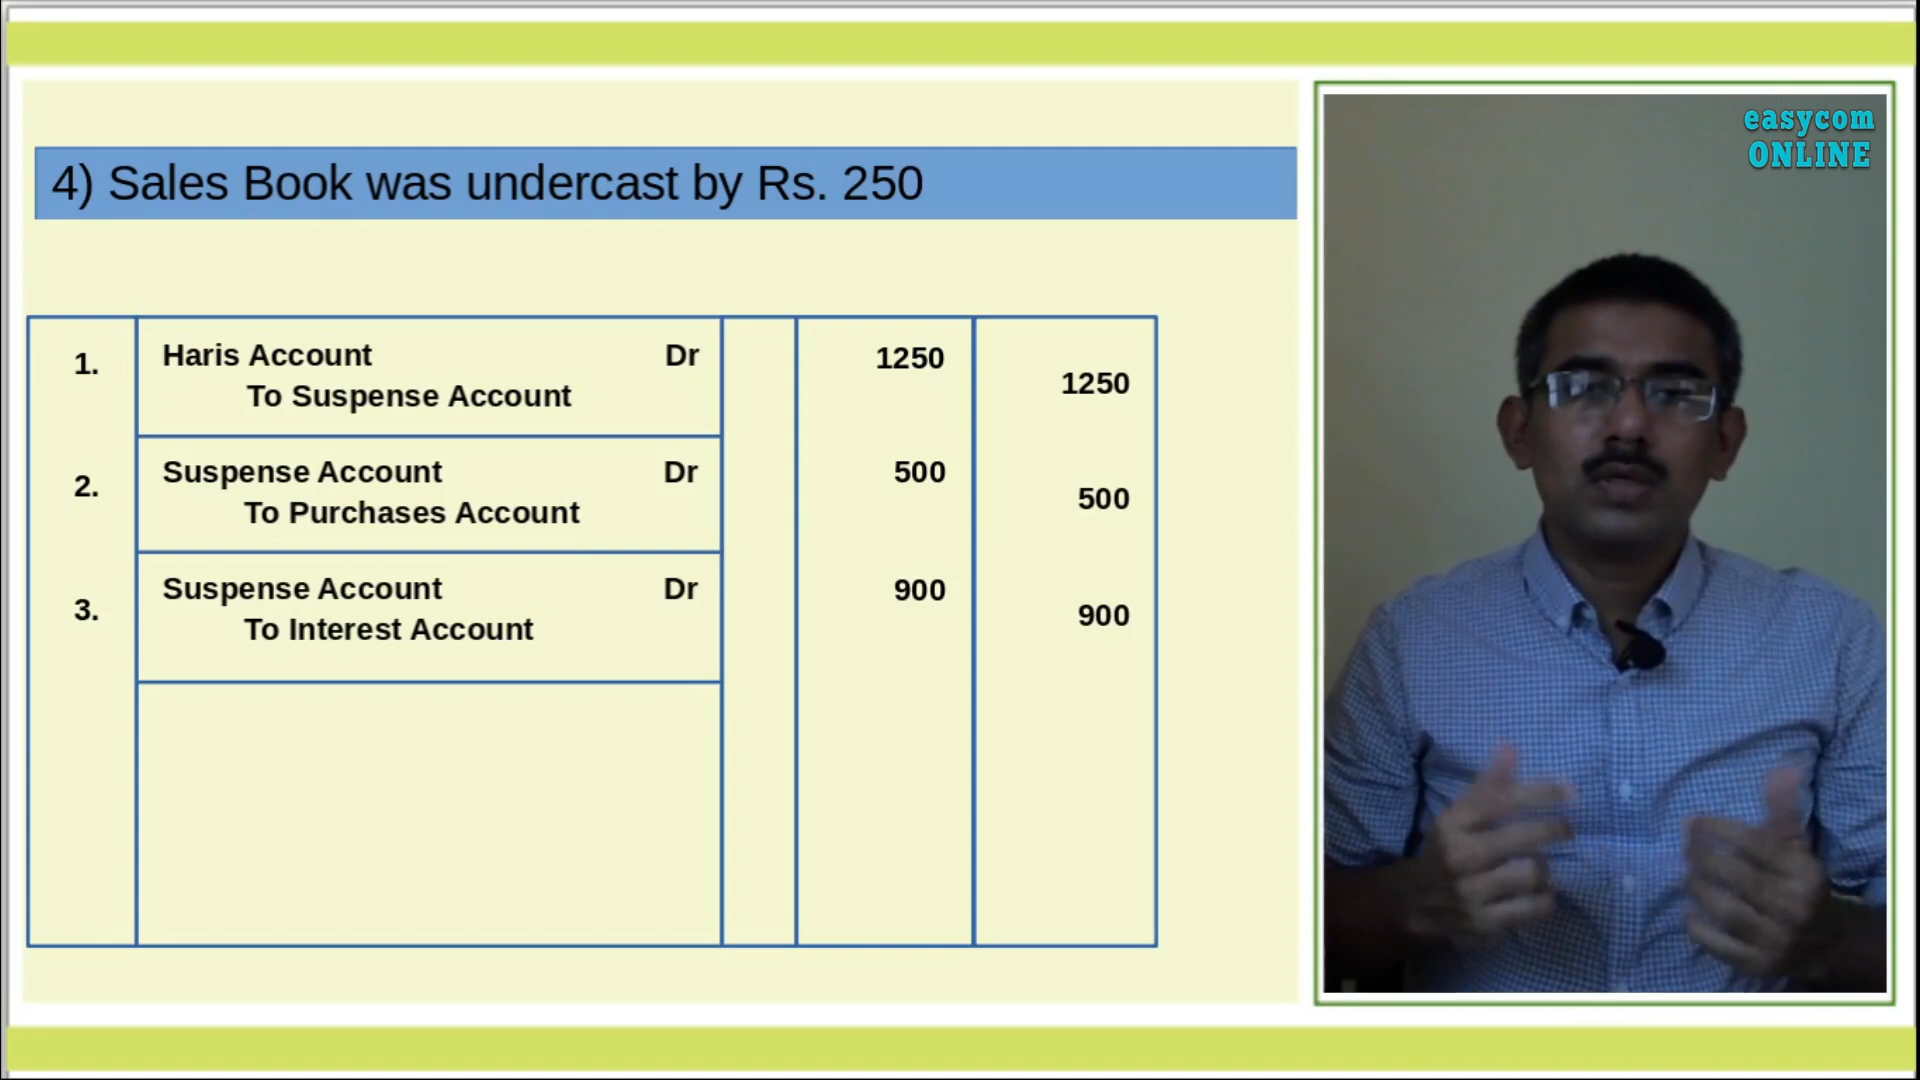 easycom
ONLINE
4) Sales Book was undercast by Rs. 250
1. Haris Account Dr 1250
To Suspense Account 1250
2. Suspense Account Dr 500
To Purchases Account 500
3. Suspense Account Dr 900
To Interest Account 900